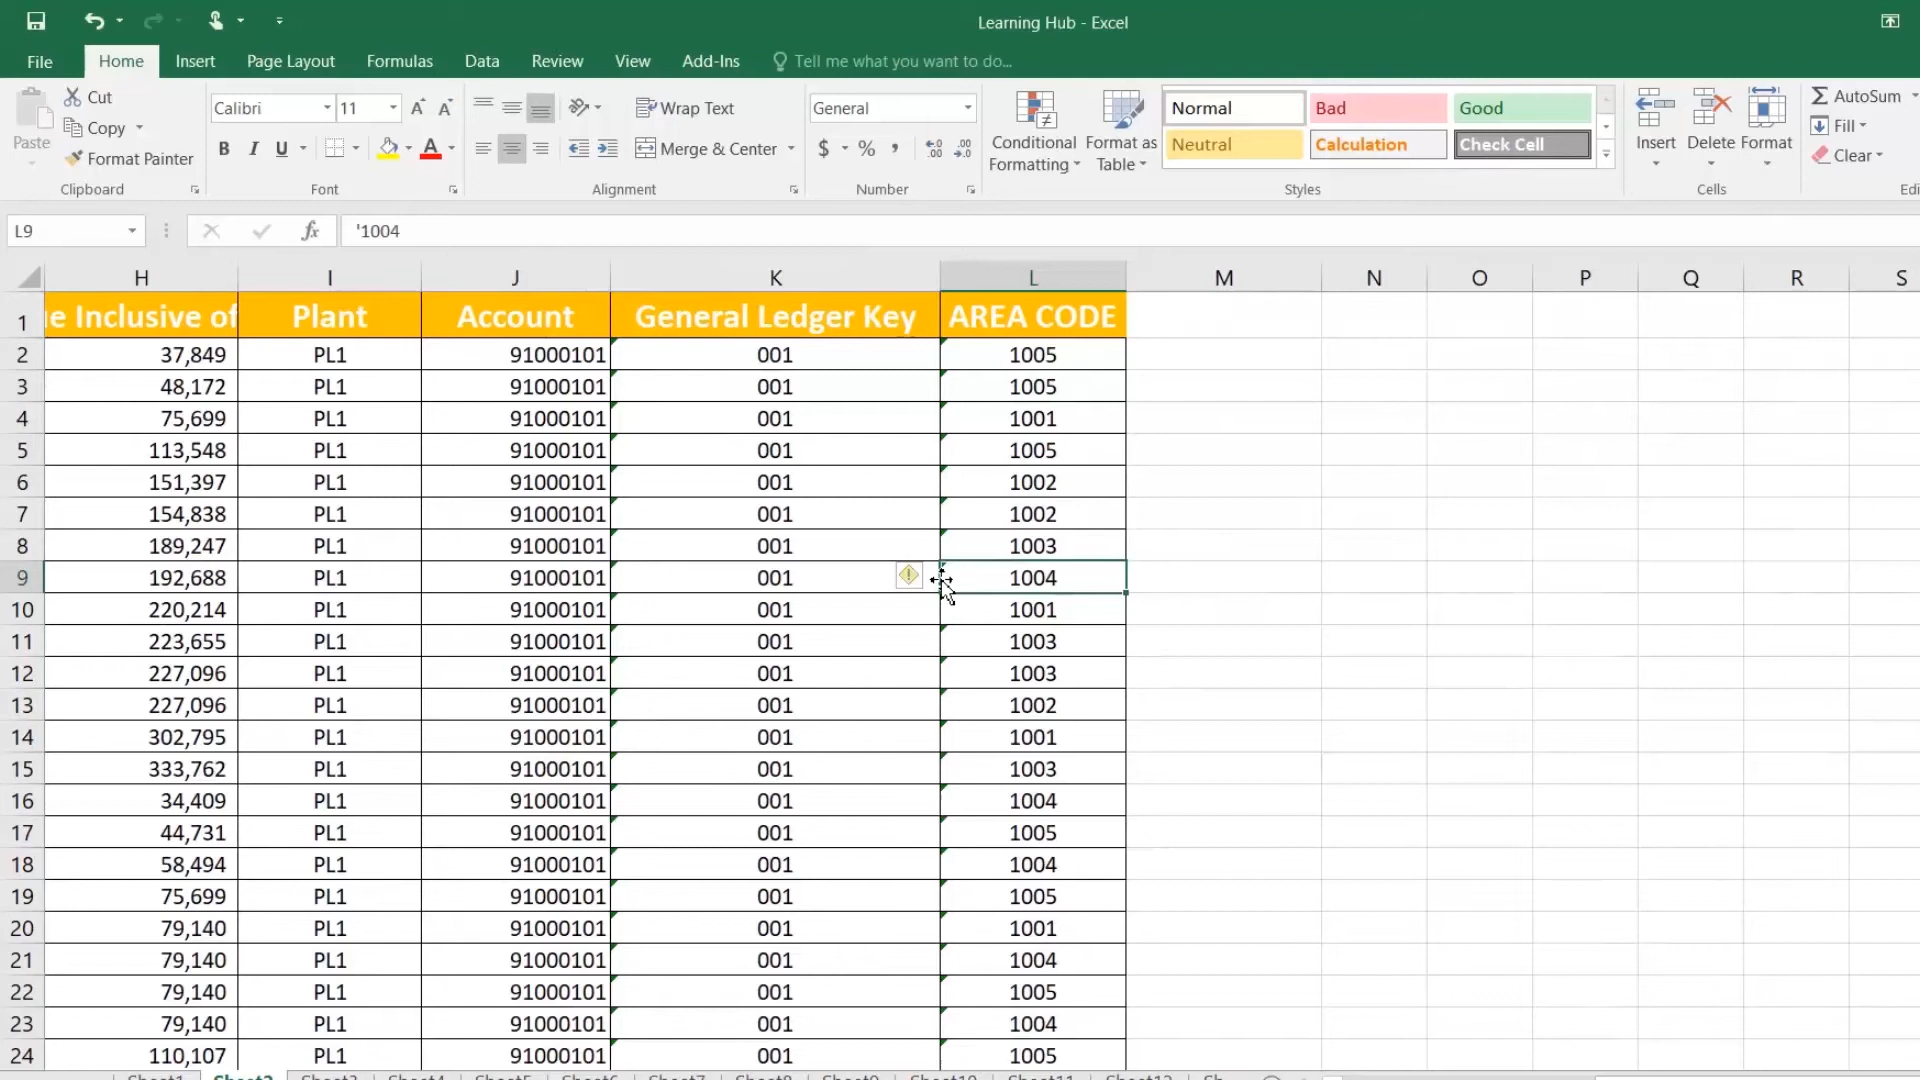 Learning Hub - Excel
File Home Insert Page Layout Formulas Data Review View Add-Ins Tell me what you want to do...
Paste Cut Copy Format Painter Clipboard
Calibri 11 A A B I U A Font
Wrap Text Merge & Center Alignment
General $ % , Number
Conditional Formatting Format as Table Normal Bad Good Neutral Calculation Check Cell Styles
Insert Delete Format Cells
AutoSum Fill Clear Edi
L9 fx '1004
H I J K L M N O P Q R S
1 e Inclusive of Plant Account General Ledger Key AREA CODE
2 37,849 PL1 91000101 001 1005
3 48,172 PL1 91000101 001 1005
4 75,699 PL1 91000101 001 1001
5 113,548 PL1 91000101 001 1005
6 151,397 PL1 91000101 001 1002
7 154,838 PL1 91000101 001 1002
8 189,247 PL1 91000101 001 1003
9 192,688 PL1 91000101 001 1004
10 220,214 PL1 91000101 001 1001
11 223,655 PL1 91000101 001 1003
12 227,096 PL1 91000101 001 1003
13 227,096 PL1 91000101 001 1002
14 302,795 PL1 91000101 001 1001
15 333,762 PL1 91000101 001 1003
16 34,409 PL1 91000101 001 1004
17 44,731 PL1 91000101 001 1005
18 58,494 PL1 91000101 001 1004
19 75,699 PL1 91000101 001 1005
20 79,140 PL1 91000101 001 1001
21 79,140 PL1 91000101 001 1004
22 79,140 PL1 91000101 001 1005
23 79,140 PL1 91000101 001 1004
24 110,107 PL1 91000101 001 1005